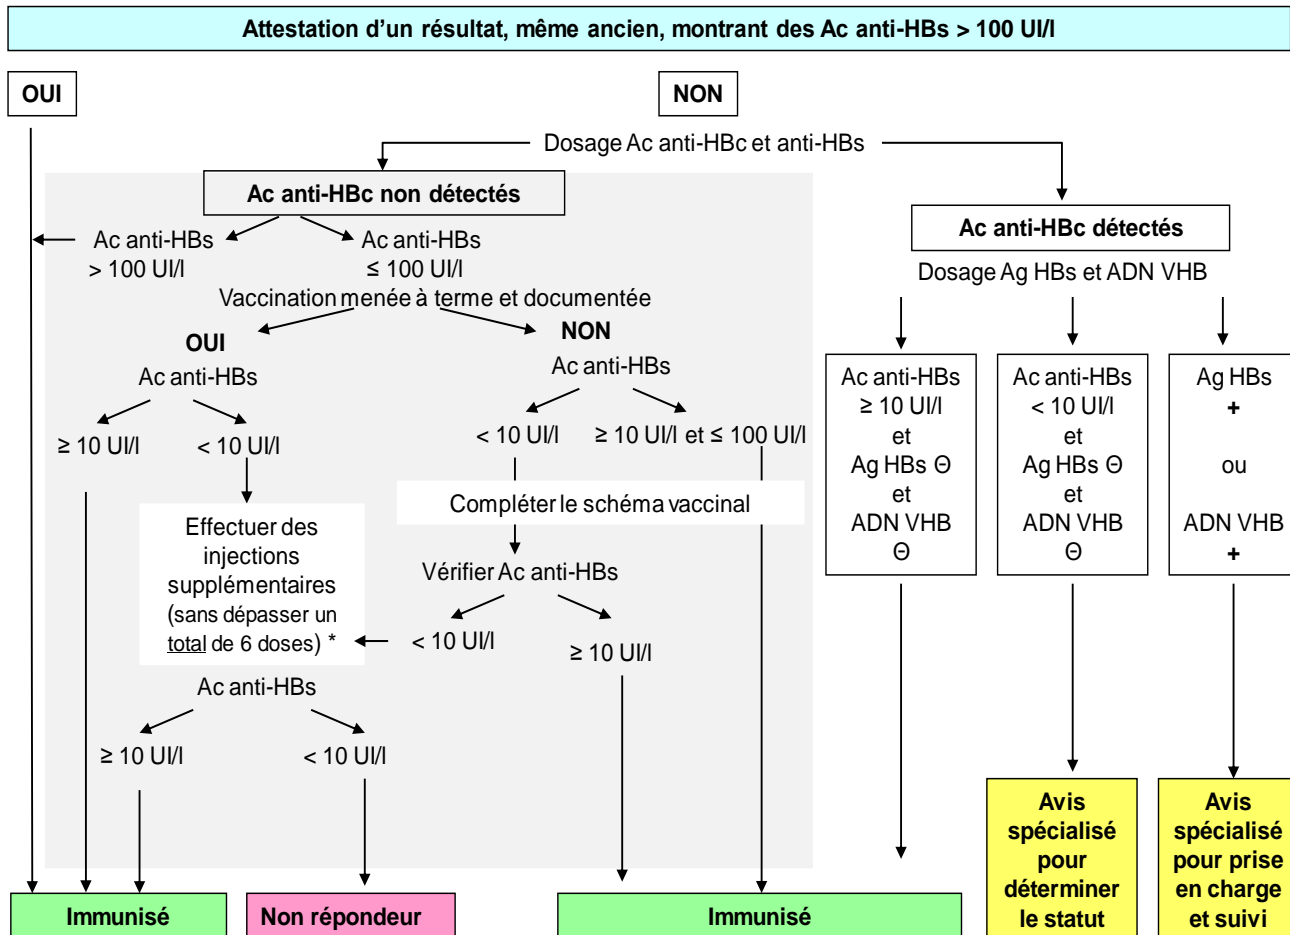 Attestation d’un résultat, même ancien, montrant des Ac anti-HBs > 100 UI/l
OUI
NON
Dosage Ac anti-HBc et anti-HBs
Ac anti-HBc non détectés
Ac anti-HBs
> 100 UI/l
Ac anti-HBs
≤ 100 UI/l
Vaccination menée à terme et documentée
OUI
Ac anti-HBs
≥ 10 UI/l
< 10 UI/l
NON
Ac anti-HBs
< 10 UI/l
≥ 10 UI/l et ≤ 100 UI/l
Effectuer des
injections
supplémentaires
(sans dépasser un
total de 6 doses) *
Compléter le schéma vaccinal
Vérifier Ac anti-HBs
< 10 UI/l
≥ 10 UI/l
Ac anti-HBs
≥ 10 UI/l
< 10 UI/l
Ac anti-HBc détectés
Dosage Ag HBs et ADN VHB
Ac anti-HBs
≥ 10 UI/l
et
Ag HBs Θ
et
ADN VHB
Θ
Ac anti-HBs
< 10 UI/l
et
Ag HBs Θ
et
ADN VHB
Θ
Ag HBs
+
ou
ADN VHB
+
Immunisé
Non répondeur
Immunisé
Avis
spécialisé
pour
déterminer
le statut
Avis
spécialisé
pour prise
en charge
et suivi